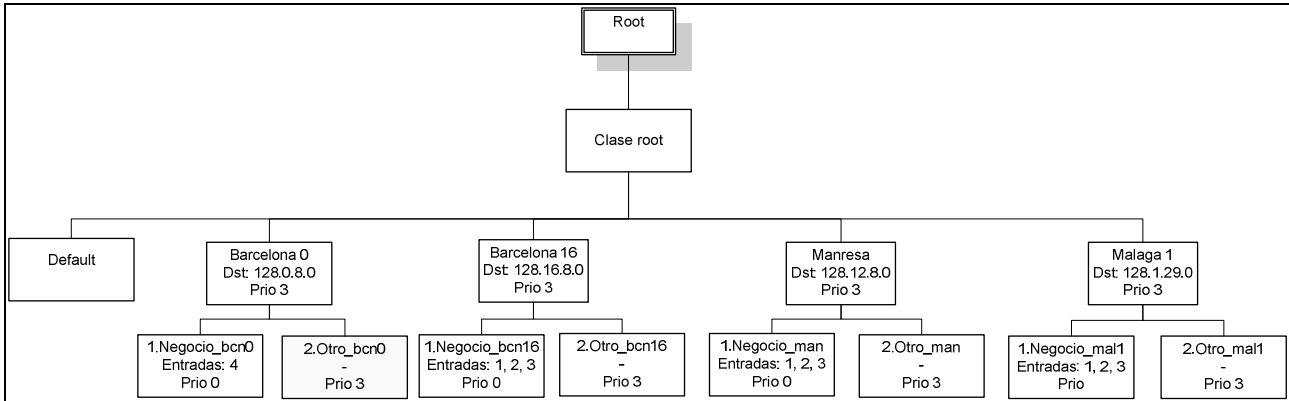 Root
Clase root
Default
Barcelona 0
Dst: 128.0.8.0
Prio 3
Barcelona 16
Dst: 128.16.8.0
Prio 3
Manresa
Dst: 128.12.8.0
Prio 3
Malaga 1
Dst: 128.1.29.0
Prio 3
1.Negocio_bcn0
Entradas: 4
Prio 0
2.Otro_bcn0
-
Prio 3
1.Negocio_bcn16
Entradas: 1, 2, 3
Prio 0
2.Otro_bcn16
-
Prio 3
1.Negocio_man
Entradas: 1, 2, 3
Prio 0
2.Otro_man
-
Prio 3
1.Negocio_mal1
Entradas: 1, 2, 3
Prio
2.Otro_mal1
-
Prio 3